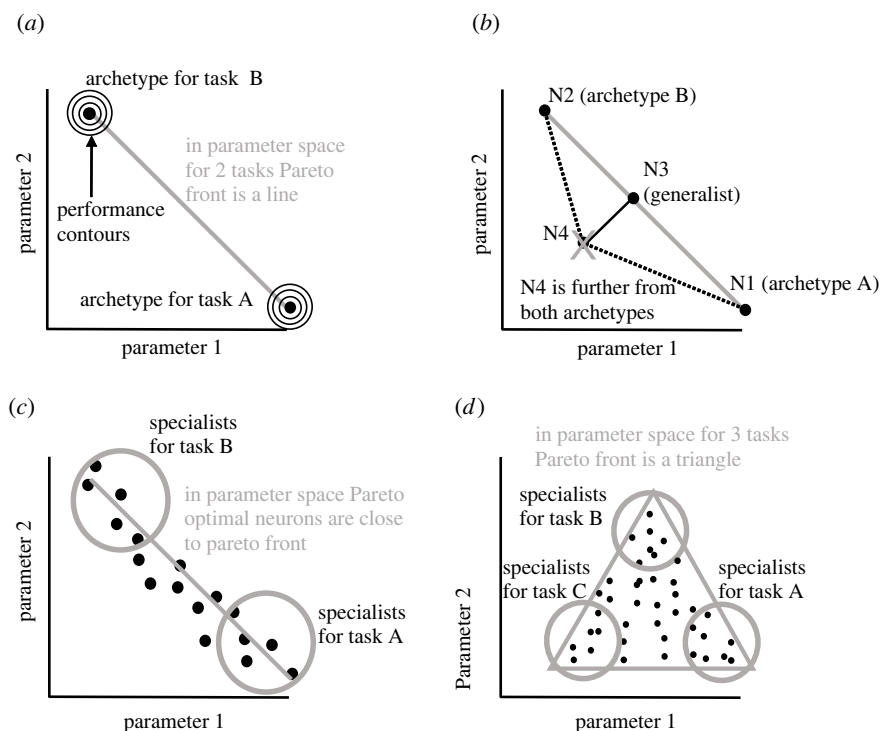 (a)
archetype for task B
in parameter space
for 2 tasks Pareto
front is a line
performance
contours
archetype for task A
parameter 2
parameter 1
(b)
N2 (archetype B)
N3
(generalist)
N4
N1 (archetype A)
N4 is further from
both archetypes
parameter 2
parameter 1
(c)
specialists
for task B
in parameter space Pareto
optimal neurons are close
to pareto front
specialists
for task A
parameter 2
parameter 1
(d)
in parameter space for 3 tasks
Pareto front is a triangle
specialists
for task B
specialists
for task C
specialists
for task A
Parameter 2
parameter 1